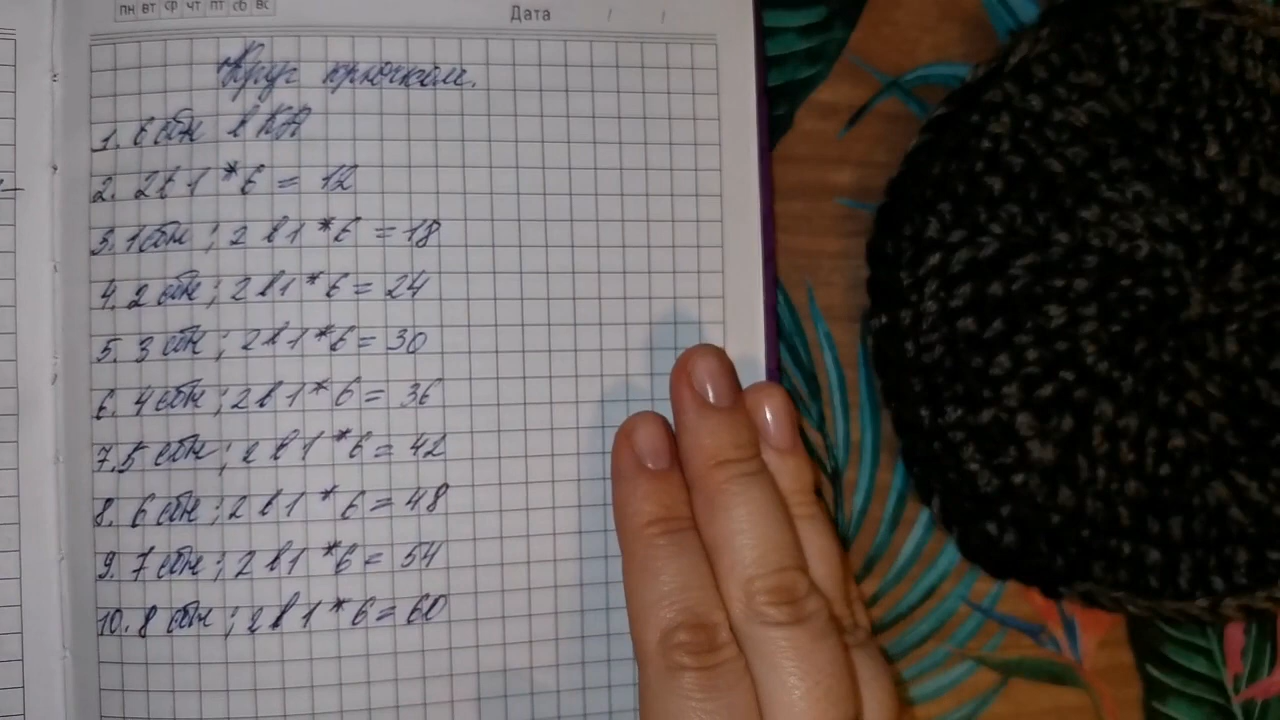 пн вт ср чт пт сб вс
Дата / /
Круг крючком.
1. 6 сбн в КА
2. 2 в 1 * 6 = 12
3. 1 сбн ; 2 в 1 * 6 = 18
4. 2 сбн ; 2 в 1 * 6 = 24
5. 3 сбн ; 2 в 1 * 6 = 30
6. 4 сбн ; 2 в 1 * 6 = 36
7. 5 сбн ; 2 в 1 * 6 = 42
8. 6 сбн ; 2 в 1 * 6 = 48
9. 7 сбн ; 2 в 1 * 6 = 54
10. 8 сбн ; 2 в 1 * 6 = 60